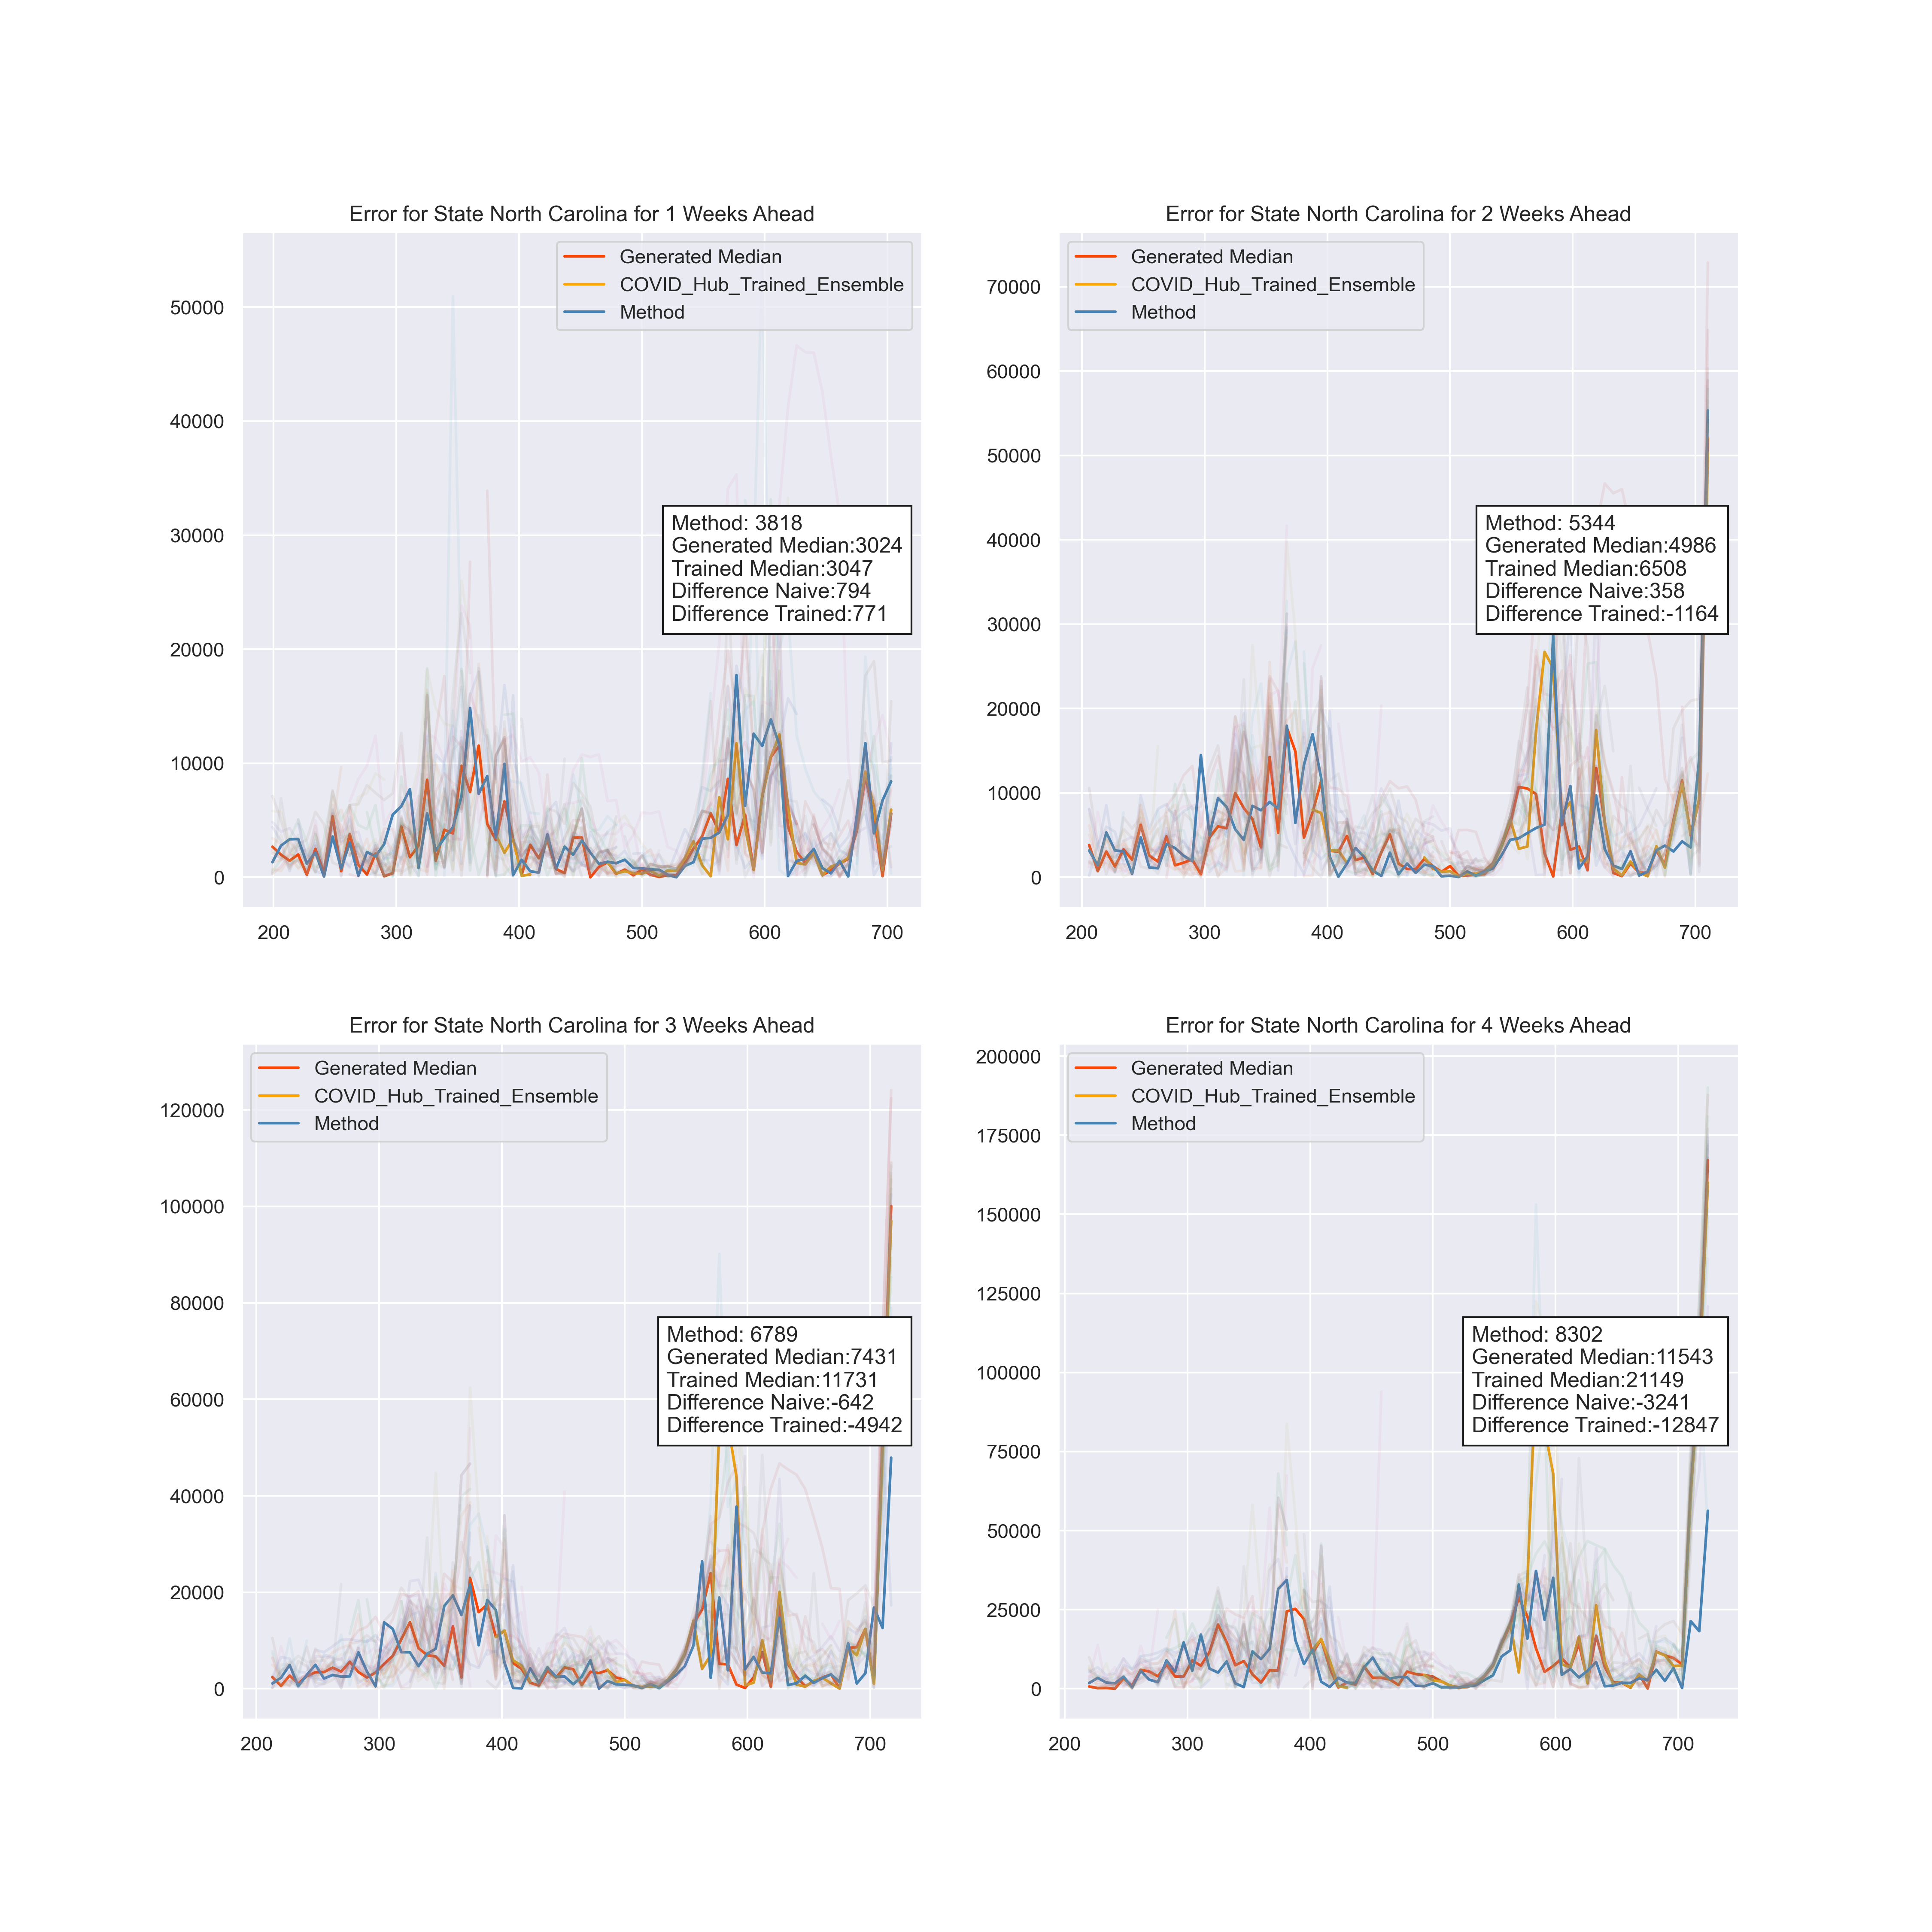 Error for State North Carolina for 1 Weeks Ahead
Generated Median
COVID_Hub_Trained_Ensemble
Method
50000
40000
30000
20000
10000
0
Method: 3818
Generated Median:3024
Trained Median:3047
Difference Naive:794
Difference Trained:771
200 300 400 500 600 700
Error for State North Carolina for 2 Weeks Ahead
Generated Median
COVID_Hub_Trained_Ensemble
Method
70000
60000
50000
40000
30000
20000
10000
0
Method: 5344
Generated Median:4986
Trained Median:6508
Difference Naive:358
Difference Trained:-1164
200 300 400 500 600 700
Error for State North Carolina for 3 Weeks Ahead
Generated Median
COVID_Hub_Trained_Ensemble
Method
120000
100000
80000
60000
40000
20000
0
Method: 6789
Generated Median:7431
Trained Median:11731
Difference Naive:-642
Difference Trained:-4942
200 300 400 500 600 700
Error for State North Carolina for 4 Weeks Ahead
Generated Median
COVID_Hub_Trained_Ensemble
Method
200000
175000
150000
125000
100000
75000
50000
25000
0
Method: 8302
Generated Median:11543
Trained Median:21149
Difference Naive:-3241
Difference Trained:-12847
200 300 400 500 600 700